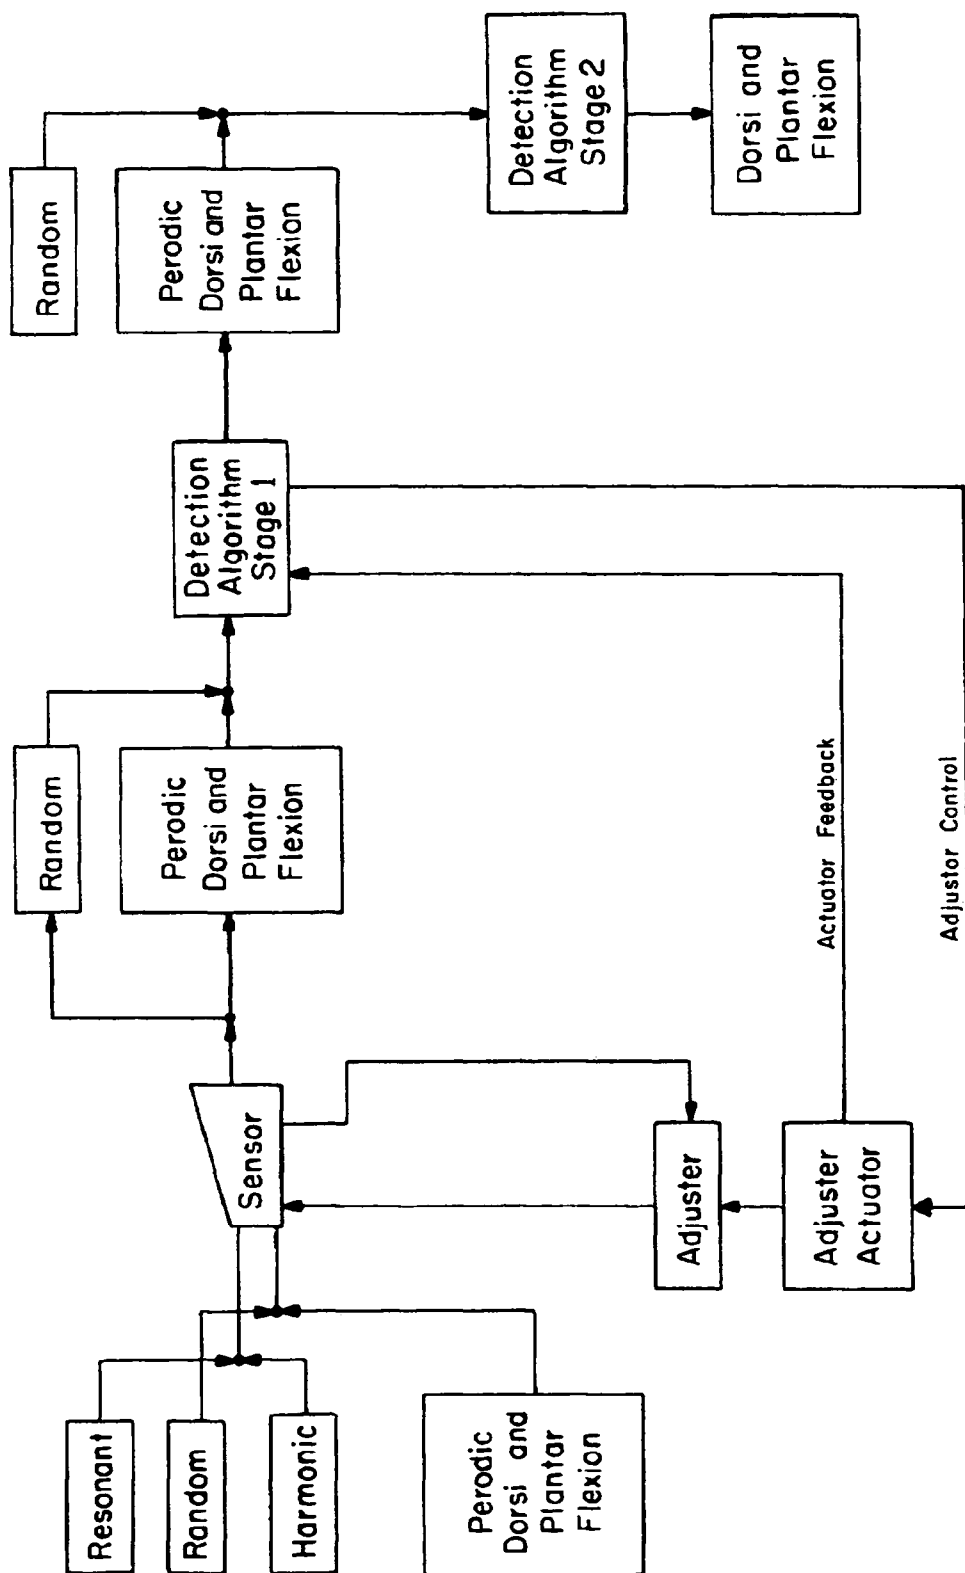 Resonant
Random
Harmonic
Perodic
Dorsi and
Plantar
Flexion
Sensor
Adjuster
Adjuster
Actuator
Random
Perodic
Dorsi and
Plantar
Flexion
Actuator Feedback
Adjustor Control
Detection
Algorithm
Stage 1
Random
Perodic
Dorsi and
Plantar
Flexion
Detection
Algorithm
Stage 2
Dorsi and
Plantar
Flexion